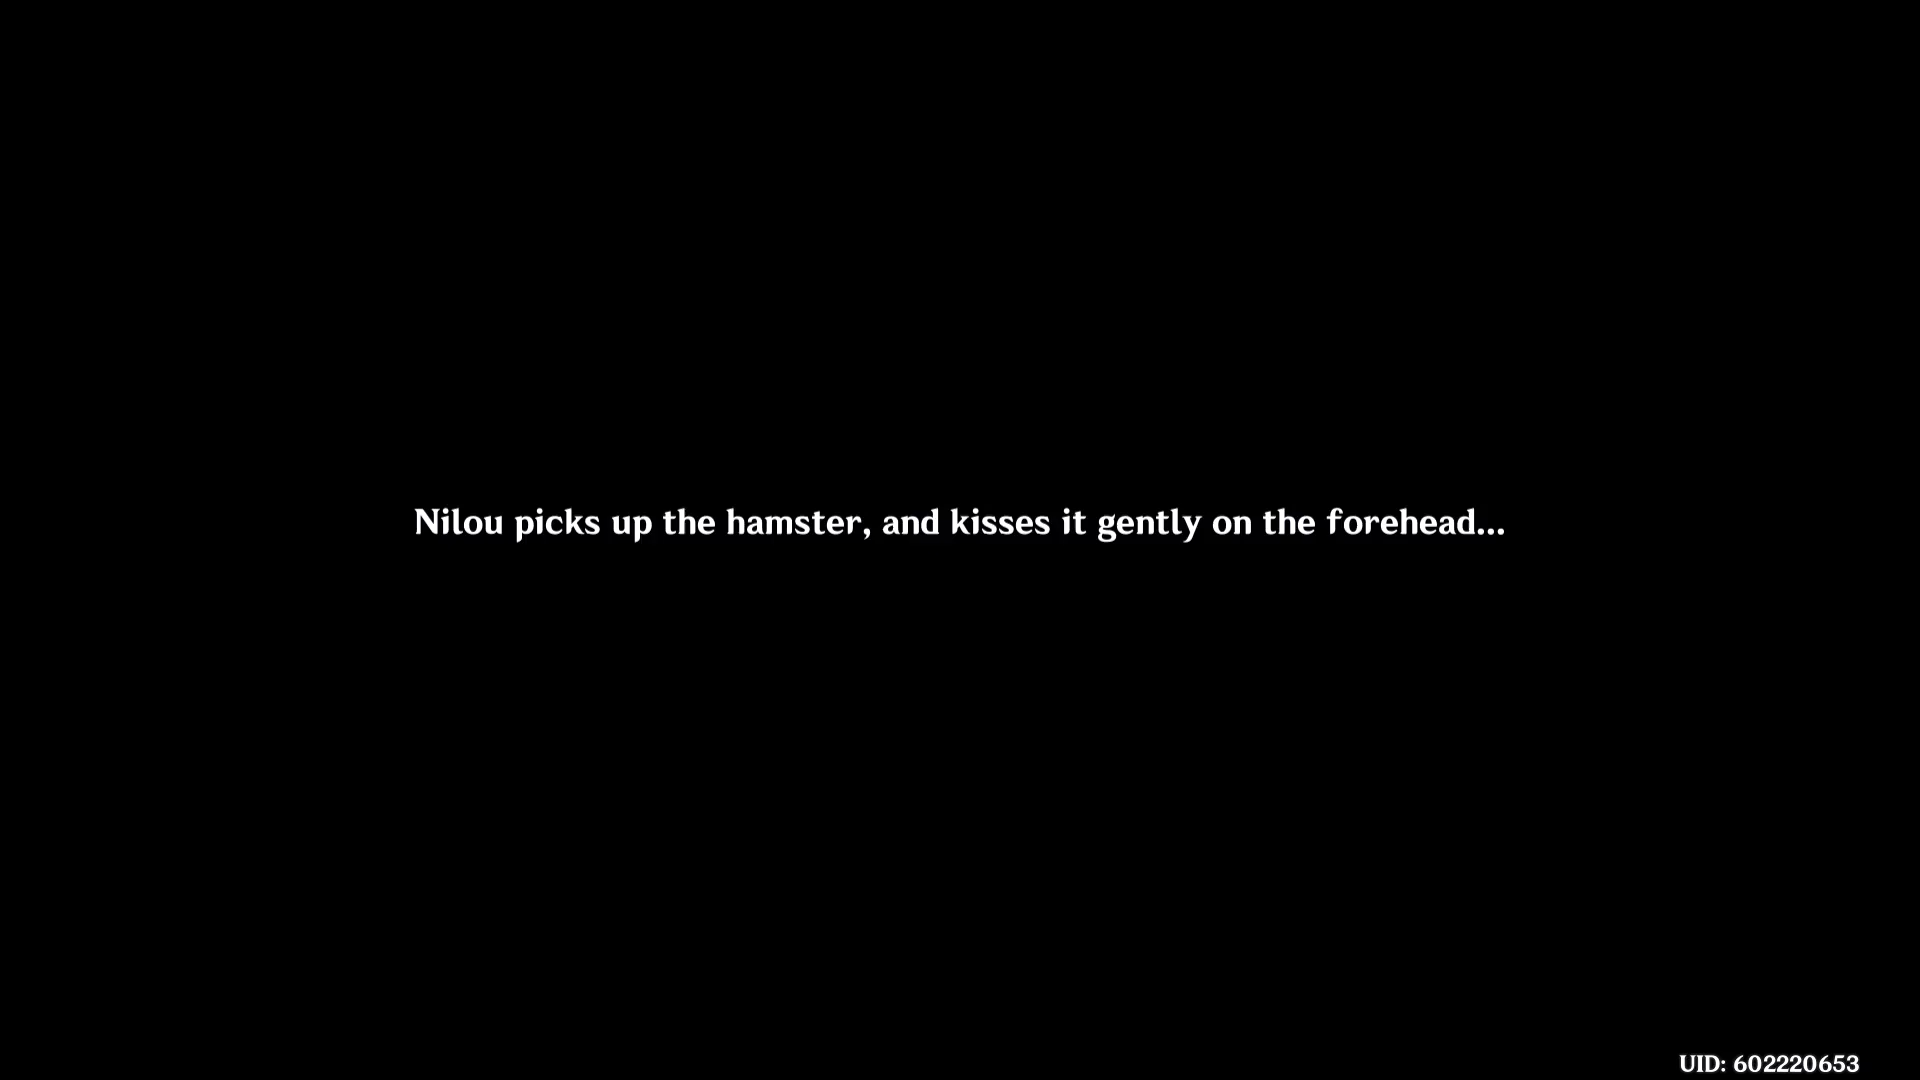 Nilou picks up the hamster, and kisses it gently on the forehead...
UID: 602220653